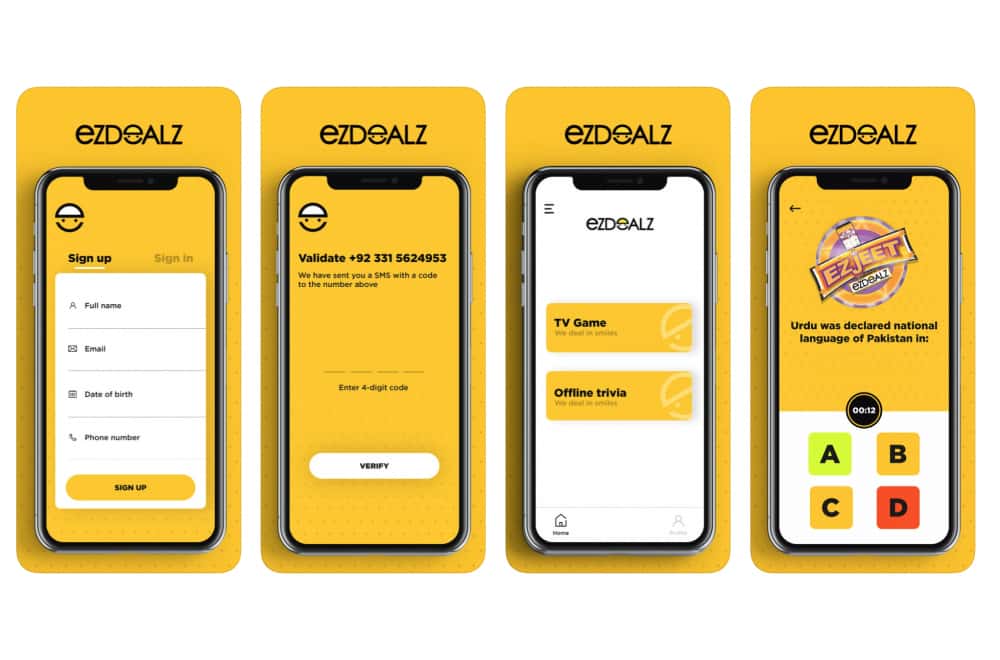 eZDeALZ
Sign up
Sign in
Full name
Email
Date of birth
Phone number
SIGN UP
eZDeALZ
Validate +92 331 5624953
We have sent you a SMS with a code
to the number above
Enter 4-digit code
VERIFY
eZDeALZ
eZDeALZ
TV Game
We deal in smiles
Offline trivia
We deal in smiles
Home
Profile
eZDeALZ
EZJEET
eZDeALZ
Urdu was declared national
language of Pakistan in:
00:12
A
B
C
D